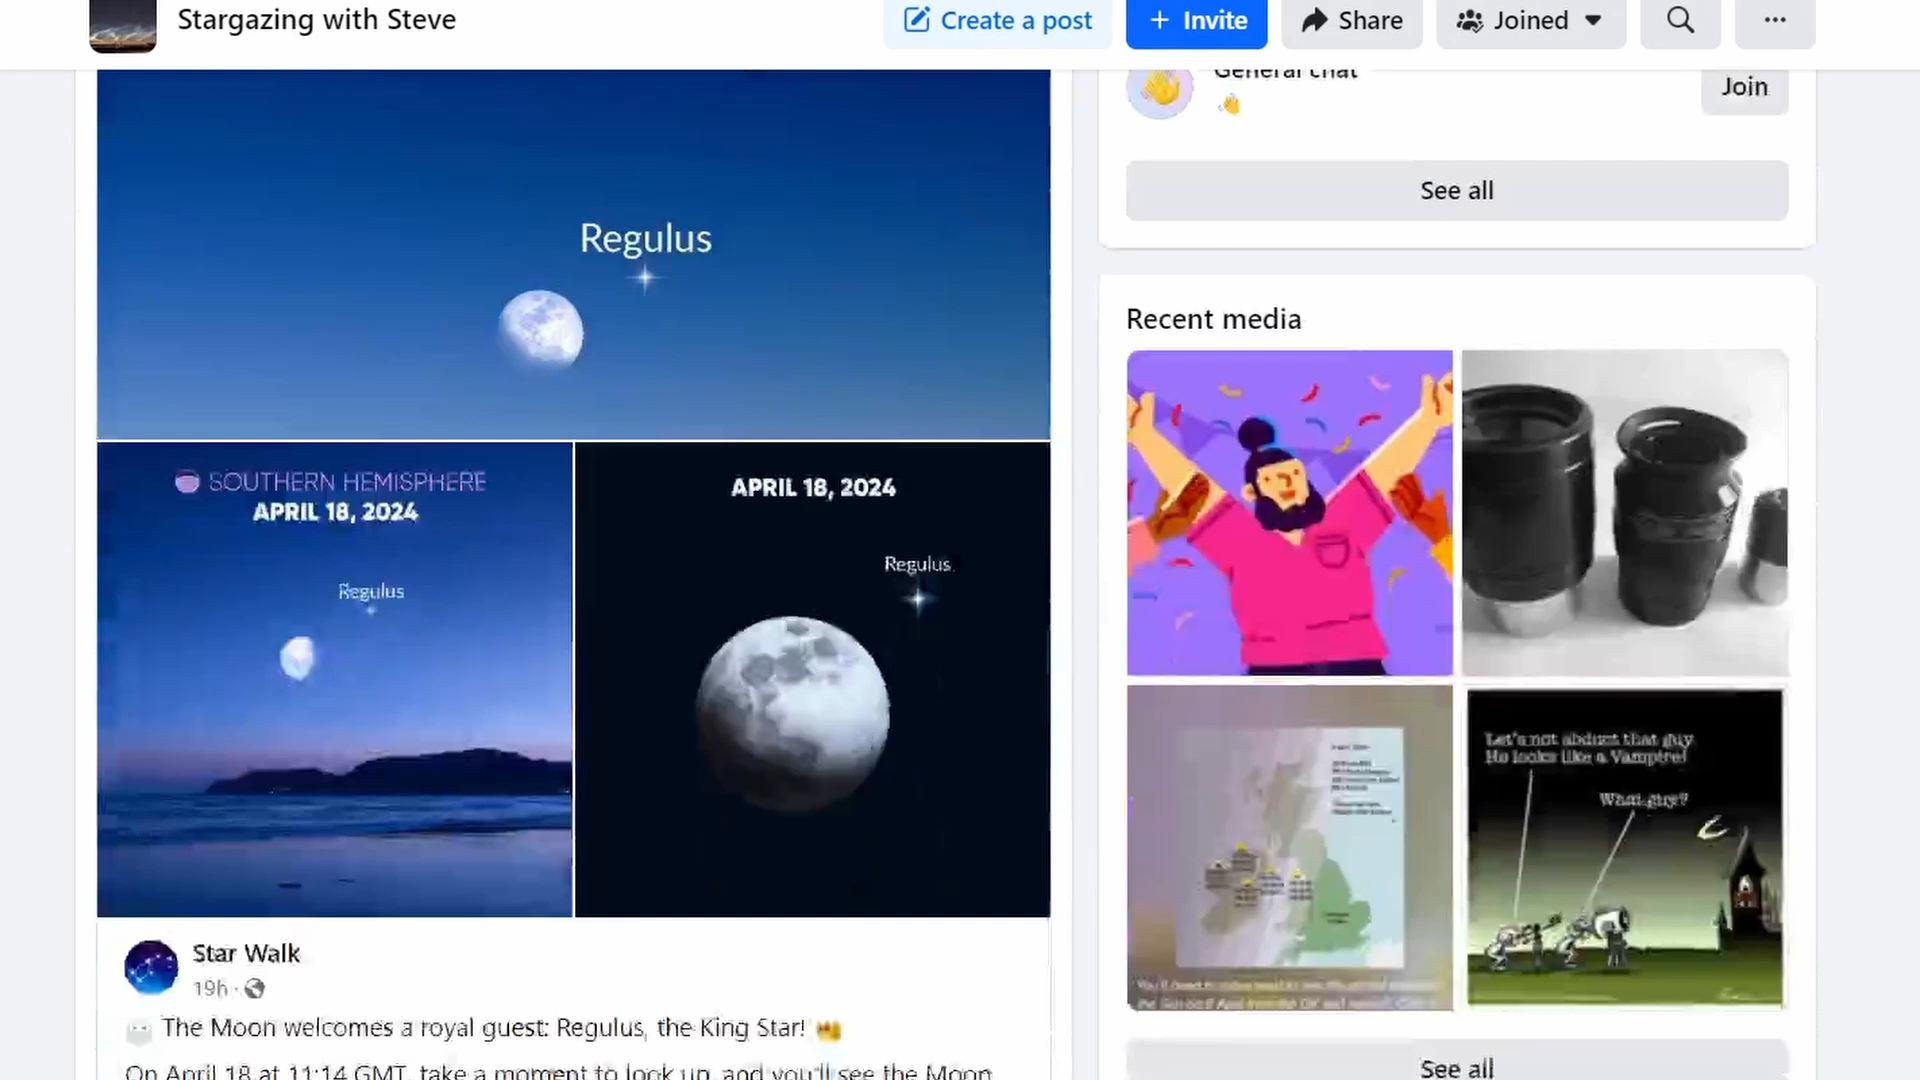 Stargazing with Steve
Create a post
+ Invite
Share
Joined
General chat
Join
See all
Regulus
Recent media
SOUTHERN HEMISPHERE
APRIL 18, 2024
Regulus
APRIL 18, 2024
Regulus
Let's not abduct that guy
He looks like a Vampire!
What guy?
Star Walk
19h
The Moon welcomes a royal guest: Regulus, the King Star!
On April 18 at 11:14 GMT, take a moment to look up, and you'll see the Moon
See all